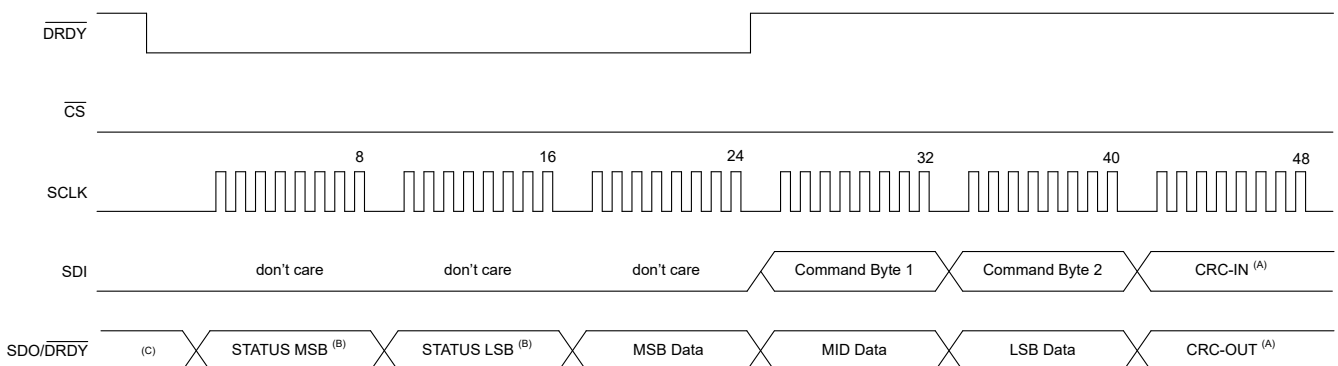 DRDY
CS
8 16 24 32 40 48
SCLK
SDI don't care don't care don't care Command Byte 1 Command Byte 2 CRC-IN (A)
SDO/DRDY (C) STATUS MSB (B) STATUS LSB (B) MSB Data MID Data LSB Data CRC-OUT (A)